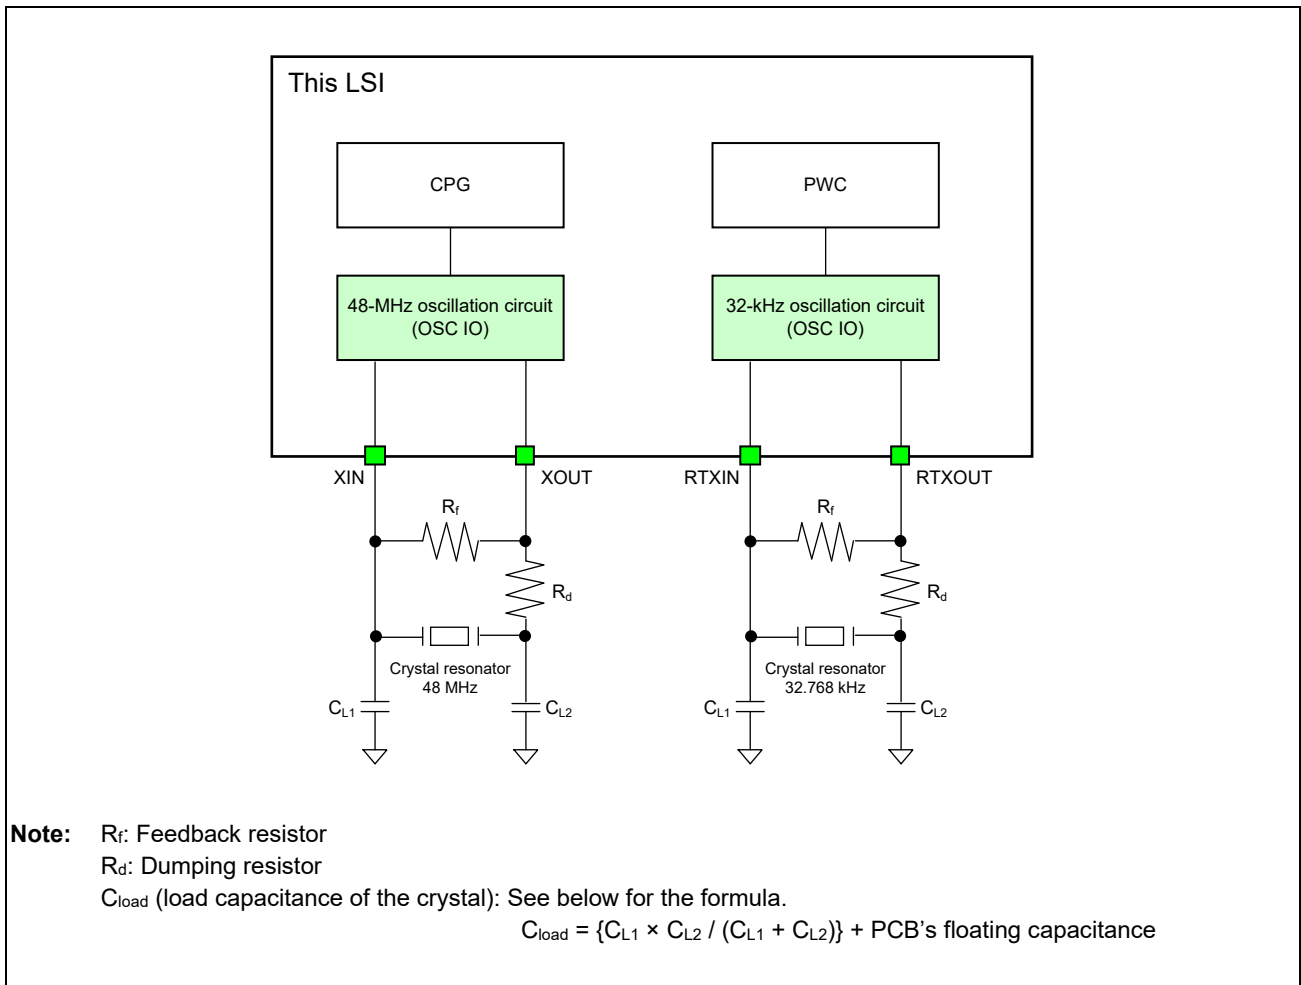 This LSI
CPG
PWC
48-MHz oscillation circuit
(OSC IO)
32-kHz oscillation circuit
(OSC IO)
XIN
XOUT
RTXIN
RTXOUT
Rf
Rf
Rd
Rd
Crystal resonator
48 MHz
Crystal resonator
32.768 kHz
CL1
CL2
CL1
CL2
Note: Rf: Feedback resistor
Rd: Dumping resistor
Cload (load capacitance of the crystal): See below for the formula.
Cload = {CL1 × CL2 / (CL1 + CL2)} + PCB’s floating capacitance